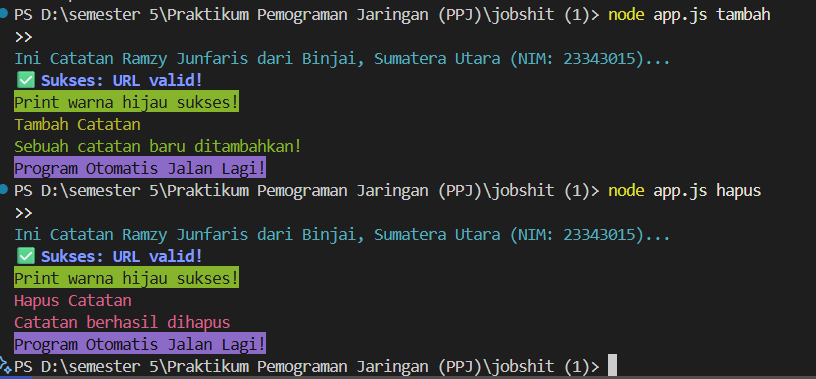 PS D:\semester 5\Praktikum Pemograman Jaringan (PPJ)\jobshit (1)> node app.js tambah
>>
Ini Catatan Ramzy Junfaris dari Binjai, Sumatera Utara (NIM: 23343015)...
✅ Sukses: URL valid!
Print warna hijau sukses!
Tambah Catatan
Sebuah catatan baru ditambahkan!
Program Otomatis Jalan Lagi!
PS D:\semester 5\Praktikum Pemograman Jaringan (PPJ)\jobshit (1)> node app.js hapus
>>
Ini Catatan Ramzy Junfaris dari Binjai, Sumatera Utara (NIM: 23343015)...
✅ Sukses: URL valid!
Print warna hijau sukses!
Hapus Catatan
Catatan berhasil dihapus
Program Otomatis Jalan Lagi!
PS D:\semester 5\Praktikum Pemograman Jaringan (PPJ)\jobshit (1)>